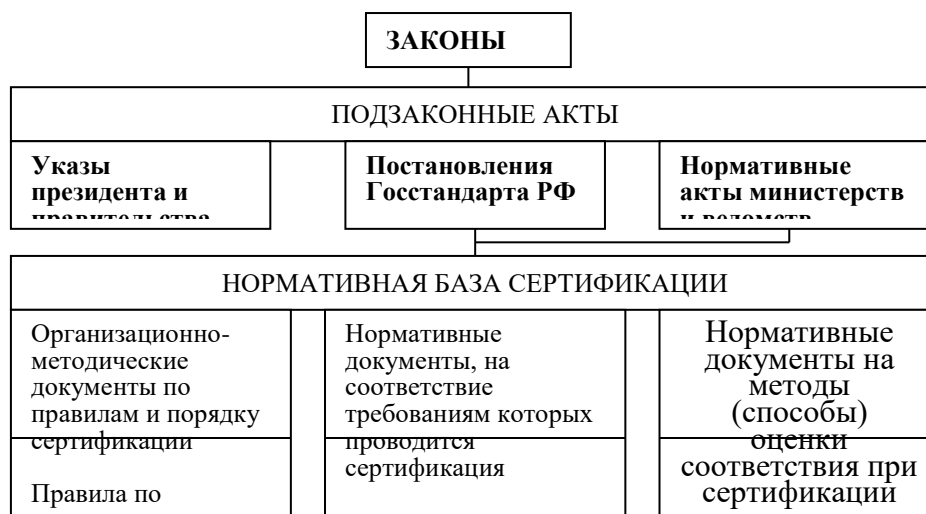 ЗАКОНЫ
ПОДЗАКОННЫЕ АКТЫ
Указы
президента и
правительства
Постановления
Госстандарта РФ
Нормативные
акты министерств
и ведомств
НОРМАТИВНАЯ БАЗА СЕРТИФИКАЦИИ
Организационно-
методические
документы по
правилам и порядку
сертификации
Правила по
Нормативные
документы, на
соответствие
требованиям которых
проводится
сертификация
Нормативные
документы на
методы
(способы)
оценки
соответствия при
сертификации